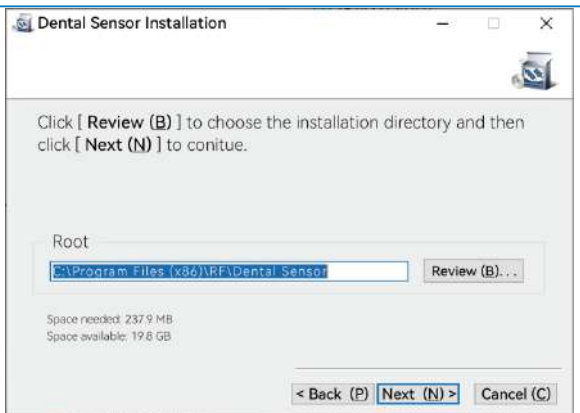 Dental Sensor Installation
Click [ Review (B) ] to choose the installation directory and then
click [ Next (N) ] to conitue.
Root
C:\Program Files (x86)\RF\Dental Sensor
Review (B)...
Space needed: 237.9 MB
Space available: 19.8 GB
< Back (P) Next (N) > Cancel (C)